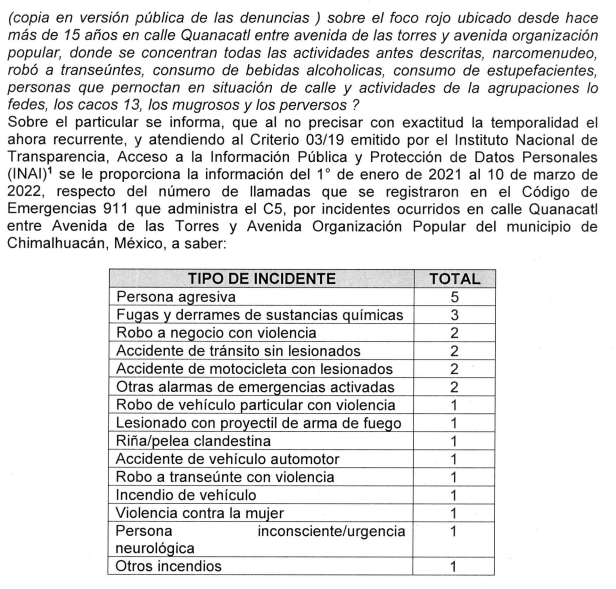 (copia en versión pública de las denuncias ) sobre el foco rojo ubicado desde hace
más de 15 años en calle Quanacatl entre avenida de las torres y avenida organización
popular, donde se concentran todas las actividades antes descritas, narcomenudeo,
robó a transeúntes, consumo de bebidas alcoholicas, consumo de estupefacientes,
personas que pernoctan en situación de calle y actividades de la agrupaciones lo
fedes, los cacos 13, los mugrosos y los perversos ?
Sobre el particular se informa, que al no precisar con exactitud la temporalidad el
ahora recurrente, y atendiendo al Criterio 03/19 emitido por el Instituto Nacional de
Transparencia, Acceso a la Información Pública y Protección de Datos Personales
(INAI)¹ se le proporciona la información del 1° de enero de 2021 al 10 de marzo de
2022, respecto del número de llamadas que se registraron en el Código de
Emergencias 911 que administra el C5, por incidentes ocurridos en calle Quanacatl
entre Avenida de las Torres y Avenida Organización Popular del municipio de
Chimalhuacán, México, a saber:
TIPO DE INCIDENTE TOTAL
Persona agresiva 5
Fugas y derrames de sustancias químicas 3
Robo a negocio con violencia 2
Accidente de tránsito sin lesionados 2
Accidente de motocicleta con lesionados 2
Otras alarmas de emergencias activadas 2
Robo de vehículo particular con violencia 1
Lesionado con proyectil de arma de fuego 1
Riña/pelea clandestina 1
Accidente de vehículo automotor 1
Robo a transeúnte con violencia 1
Incendio de vehículo 1
Violencia contra la mujer 1
Persona inconsciente/urgencia 1
neurológica
Otros incendios 1